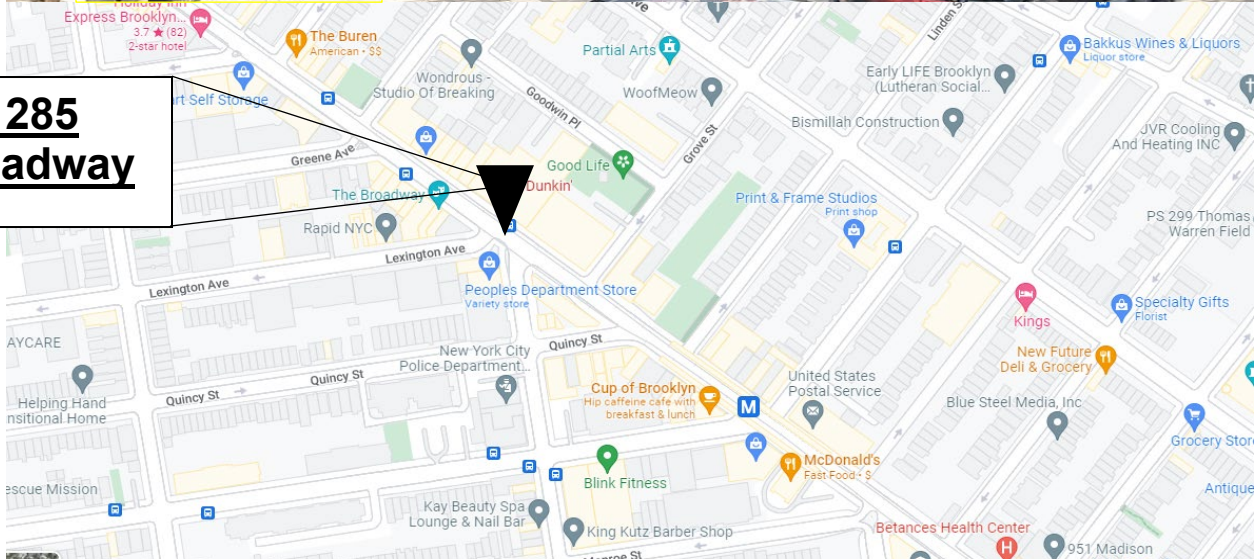 Express Brooklyn...
3.7 ★ (82)
2-star hotel
The Buren
American · $$
Wondrous -
Studio Of Breaking
Partial Arts
WoofMeow
Goodwin Pl
Grove St
Early LIFE Brooklyn
(Lutheran Social...
Bakkus Wines & Liquors
Liquor store
Bismillah Construction
JVR Cooling
And Heating INC
Self Storage
285
adway
Greene Ave
The Broadway
Dunkin'
Good Life
Rapid NYC
Print & Frame Studios
Print shop
PS 299 Thomas
Warren Field
Lexington Ave
Lexington Ave
Peoples Department Store
Variety store
Kings
Specialty Gifts
Florist
AYCARE
Helping Hand
nsitional Home
Quincy St
Quincy St
Quincy St
New York City
Police Department...
Cup of Brooklyn
Hip caffeine cafe with
breakfast & lunch
M
United States
Postal Service
New Future
Deli & Grocery
Blue Steel Media, Inc
Grocery Stor
McDonald's
Fast Food · $
Blink Fitness
escue Mission
Kay Beauty Spa
Lounge & Nail Bar
King Kutz Barber Shop
Betances Health Center
H
951 Madison
Antique